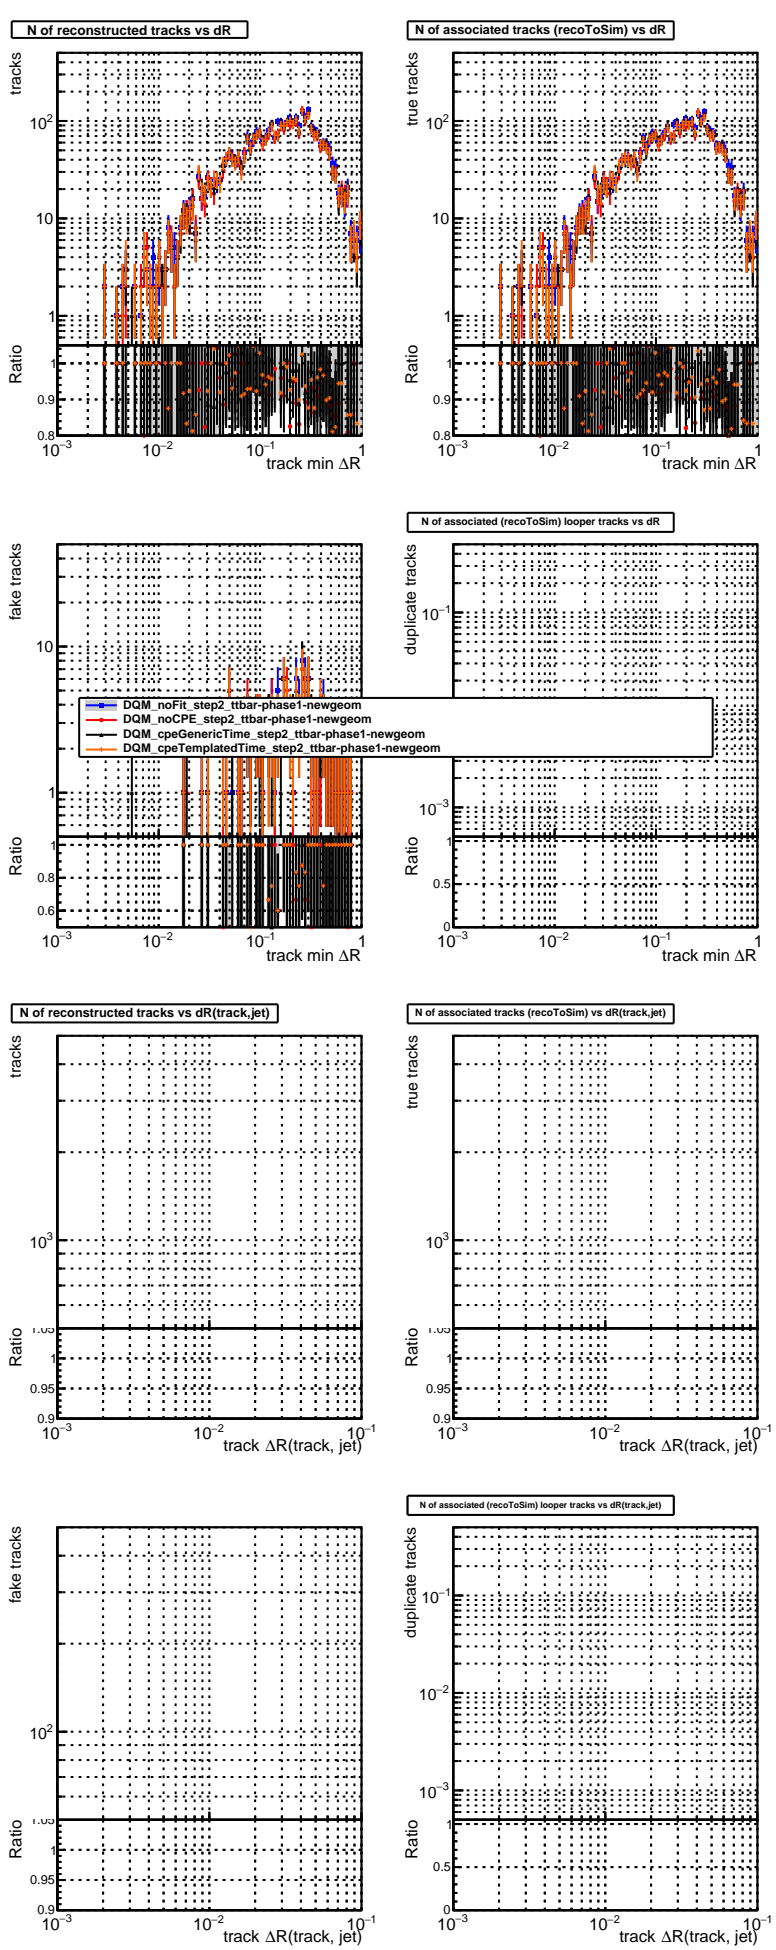 N of reconstructed tracks vs dR
tracks
10²
10
1
Ratio
1
0.9
0.8
10⁻³ 10⁻² 10⁻¹ 1
track min ΔR
N of associated tracks (recoToSim) vs dR
true tracks
10²
10
1
Ratio
1
0.9
0.8
10⁻³ 10⁻² 10⁻¹ 1
track min ΔR
fake tracks
10
1
Ratio
1
0.8
0.6
10⁻³ 10⁻² 10⁻¹ 1
track min ΔR
N of associated (recoToSim) looper tracks vs dR
duplicate tracks
10⁻¹
10⁻³
Ratio
1
0.5
0
10⁻³ 10⁻² 10⁻¹ 1
track min ΔR
DQM_noFit_step2_ttbar-phase1-newgeom
DQM_noCPE_step2_ttbar-phase1-newgeom
DQM_cpeGenericTime_step2_ttbar-phase1-newgeom
DQM_cpeTemplatedTime_step2_ttbar-phase1-newgeom
N of reconstructed tracks vs dR(track,jet)
tracks
10³
Ratio
1.05
1
0.95
0.9
10⁻³ 10⁻² 10⁻¹
track ΔR(track, jet)
N of associated tracks (recoToSim) vs dR(track,jet)
true tracks
10³
Ratio
1.05
1
0.95
0.9
10⁻³ 10⁻² 10⁻¹
track ΔR(track, jet)
fake tracks
10²
Ratio
1.05
1
0.95
0.9
10⁻³ 10⁻² 10⁻¹
track ΔR(track, jet)
N of associated (recoToSim) looper tracks vs dR(track,jet)
duplicate tracks
10⁻¹
10⁻²
10⁻³
Ratio
1
0.5
0
10⁻³ 10⁻² 10⁻¹
track ΔR(track, jet)